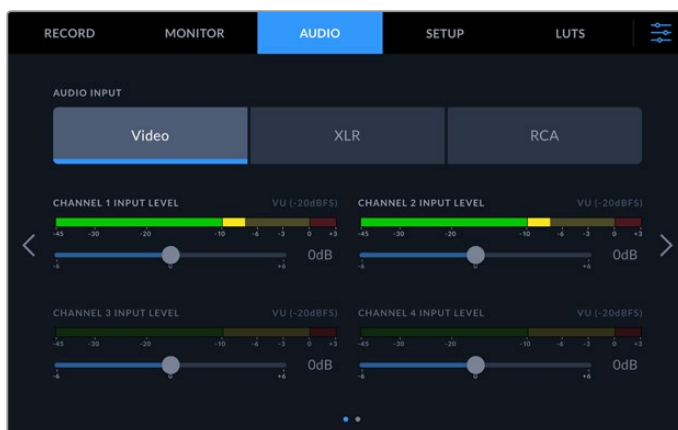 RECORD MONITOR AUDIO SETUP LUTS
AUDIO INPUT
Video XLR RCA
CHANNEL 1 INPUT LEVEL VU (-20dBFS) CHANNEL 2 INPUT LEVEL VU (-20dBFS)
-45 -30 -20 -10 -6 -3 0 +3 -45 -30 -20 -10 -6 -3 0 +3
0dB 0dB
-6 0 +6 -6 0 +6
CHANNEL 3 INPUT LEVEL VU (-20dBFS) CHANNEL 4 INPUT LEVEL VU (-20dBFS)
-45 -30 -20 -10 -6 -3 0 +3 -45 -30 -20 -10 -6 -3 0 +3
0dB 0dB
-6 0 +6 -6 0 +6